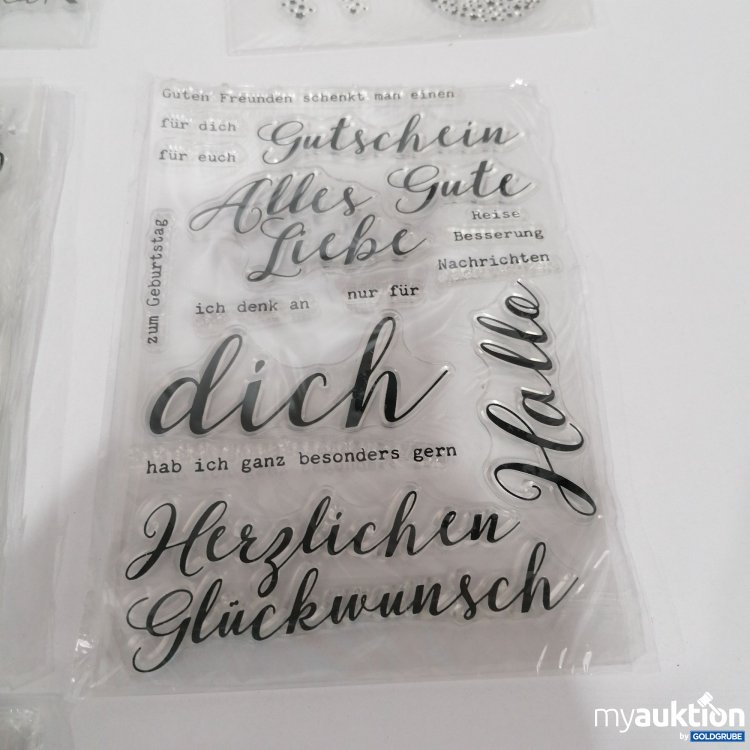 Guten Freunden schenkt man einen
für dich
Gutschein
für euch
Alles Gute
Liebe
Reise
Besserung
Nachrichten
zum Geburtstag
ich denk an
nur für
dich
Hallo
hab ich ganz besonders gern
Herzlichen
Glückwunsch
myauktion
by GOLDGRUBE